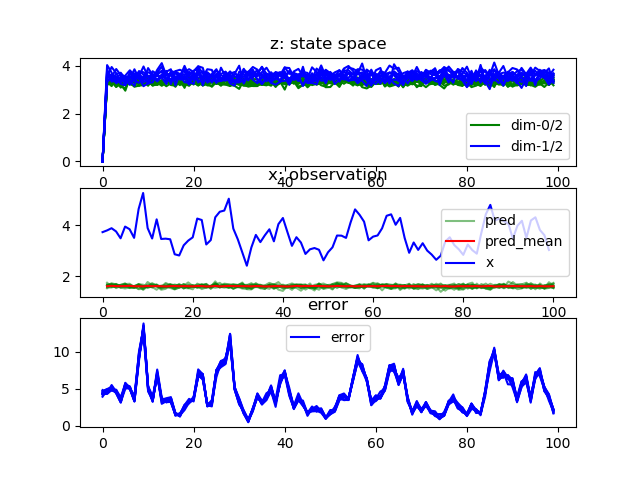 z: state space
4
2
0
dim-0/2
dim-1/2
0 20 40 60 80 100
x: observation
4
2
pred
pred_mean
x
0 20 40 60 80 100
error
10
5
0
error
0 20 40 60 80 100